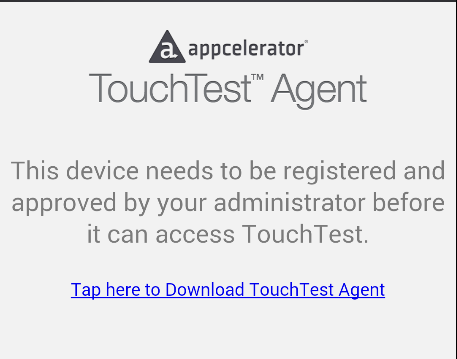 appcelerator
TouchTest™ Agent
This device needs to be registered and
approved by your administrator before
it can access TouchTest.
Tap here to Download TouchTest Agent